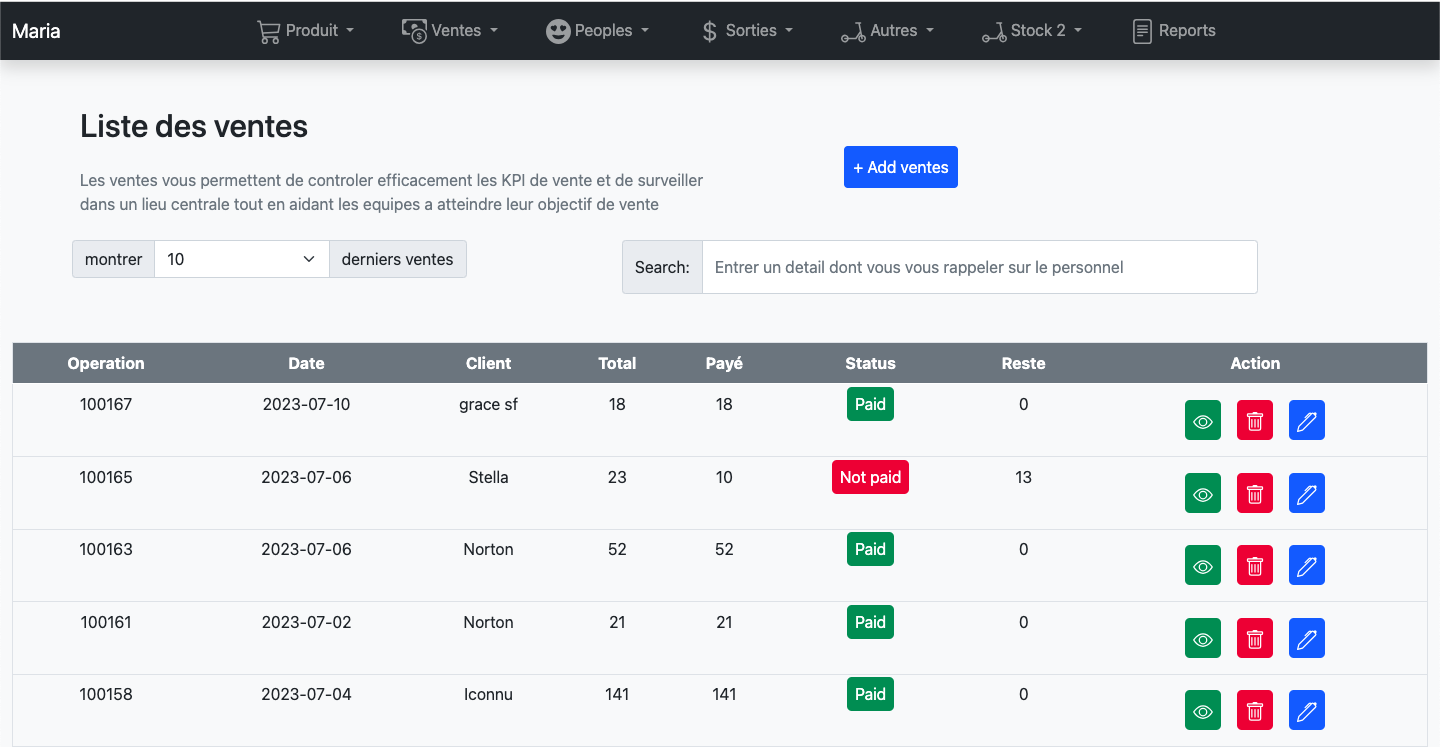 Maria Produit Ventes Peoples Sorties Autres Stock 2 Reports
Liste des ventes
+ Add ventes
Les ventes vous permettent de controler efficacement les KPI de vente et de surveiller
dans un lieu centrale tout en aidant les equipes a atteindre leur objectif de vente
montrer 10 derniers ventes
Search: Entrer un detail dont vous vous rappeler sur le personnel
Operation Date Client Total Payé Status Reste Action
100167 2023-07-10 grace sf 18 18 Paid 0
100165 2023-07-06 Stella 23 10 Not paid 13
100163 2023-07-06 Norton 52 52 Paid 0
100161 2023-07-02 Norton 21 21 Paid 0
100158 2023-07-04 Iconnu 141 141 Paid 0